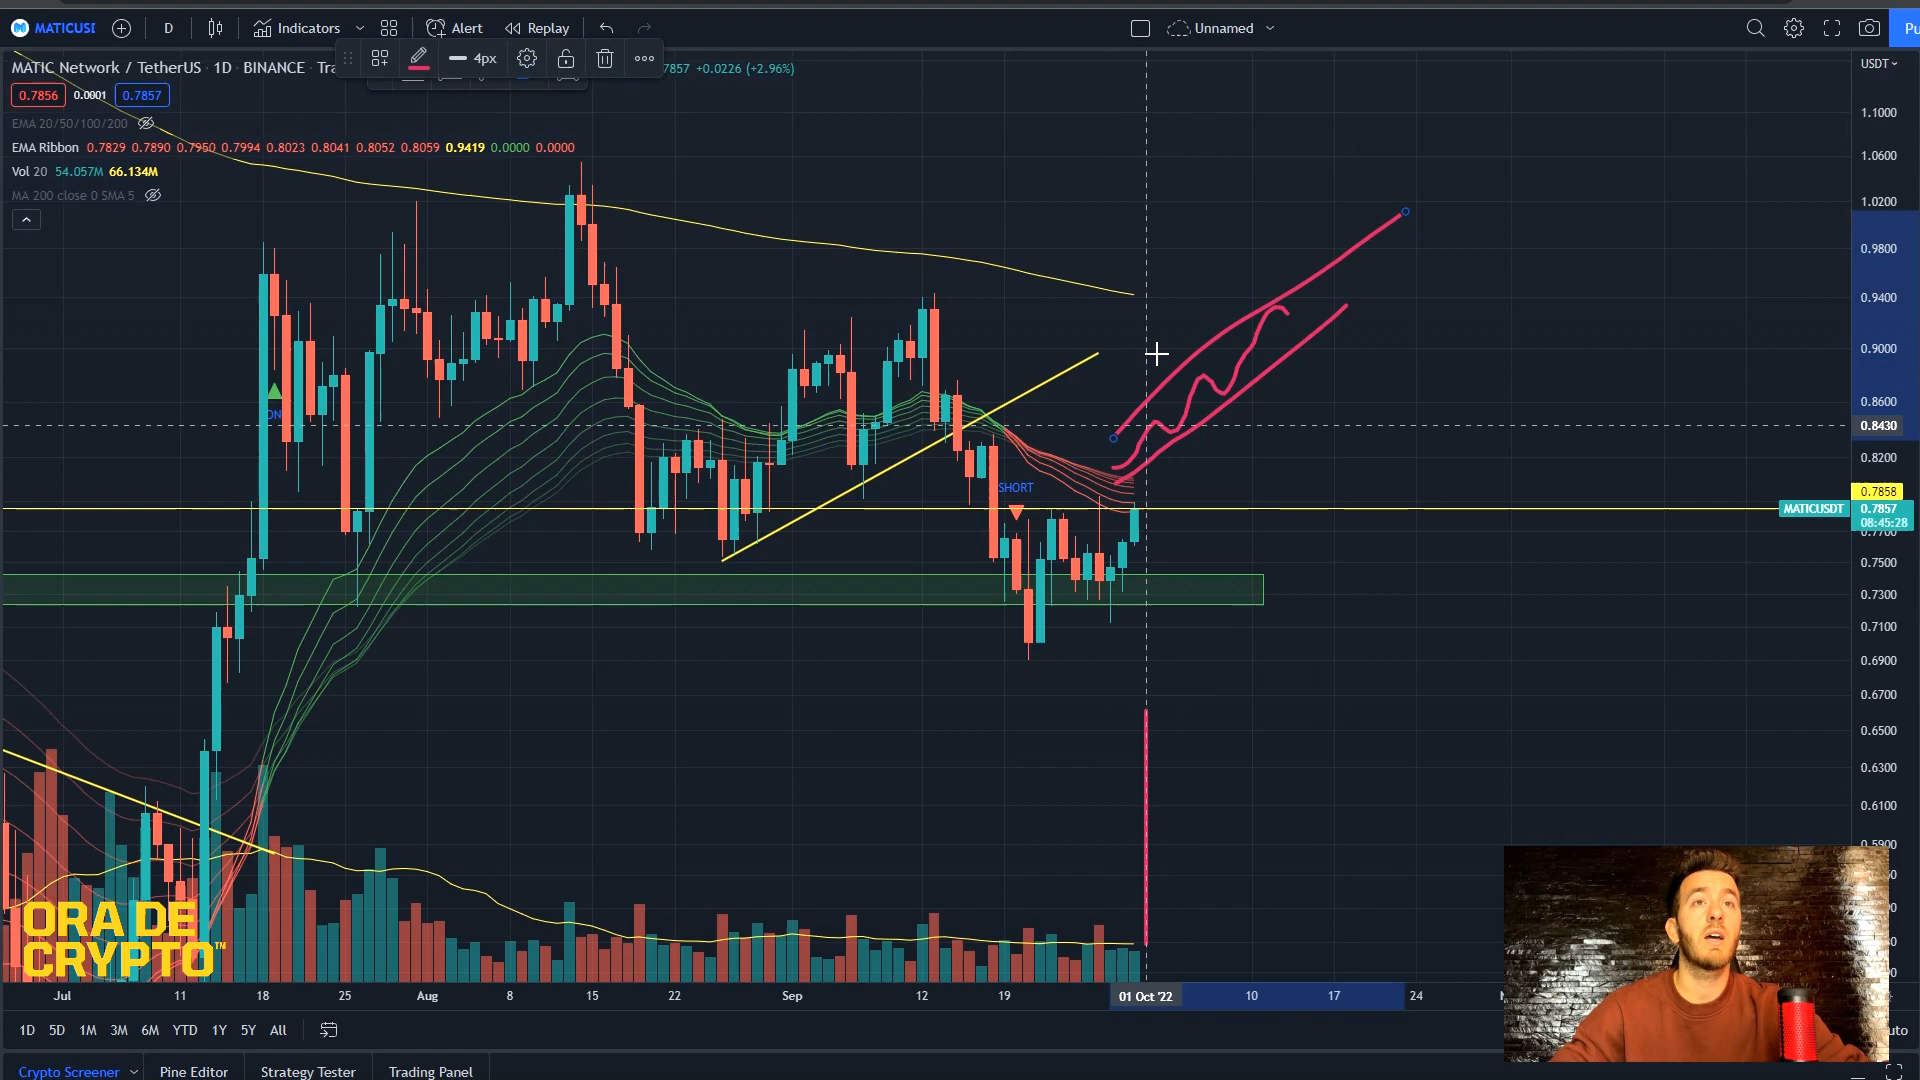 MATICUSI
D
Indicators
Alert
Replay
Unnamed
Pu
MATIC Network / TetherUS · 1D · BINANCE · Tra
4px
7857 +0.0226 (+2.96%)
USDT
0.7856 0.0001 0.7857
EMA 20/50/100/200
EMA Ribbon 0.7829 0.7890 0.7950 0.7994 0.8023 0.8041 0.8052 0.8059 0.9419 0.0000 0.0000
Vol 20 54.057M 66.134M
MA 200 close 0 SMA 5
1.1000
1.0600
1.0200
0.9800
0.9400
0.9000
0.8600
0.8430
0.8200
0.7858
MATICUSDT 0.7857
08:45:28
0.7700
0.7500
0.7300
0.7100
0.6900
0.6700
0.6500
0.6300
0.6100
0.5900
ON
SHORT
ORA DE
CRYPTO™
Jul 11 18 25 Aug 8 15 22 Sep 12 19 01 Oct '22 10 17 24
1D 5D 1M 3M 6M YTD 1Y 5Y All
uto
Crypto Screener Pine Editor Strategy Tester Trading Panel